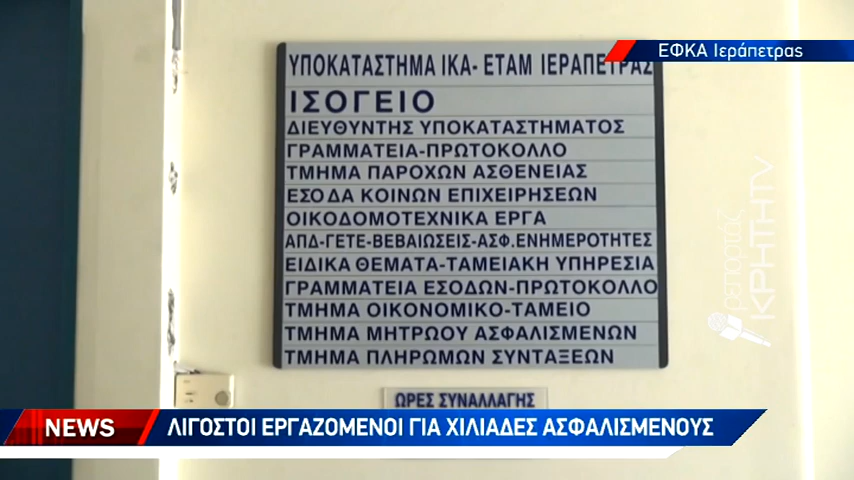 ΕΦΚΑ Ιεράπετρας
ΥΠΟΚΑΤΑΣΤΗΜΑ ΙΚΑ- ΕΤΑΜ ΙΕΡΑΠΕΤΡΑΣ
ΙΣΟΓΕΙΟ
ΔΙΕΥΘΥΝΤΗΣ ΥΠΟΚΑΤΑΣΤΗΜΑΤΟΣ
ΓΡΑΜΜΑΤΕΙΑ-ΠΡΩΤΟΚΟΛΛΟ
ΤΜΗΜΑ ΠΑΡΟΧΩΝ ΑΣΘΕΝΕΙΑΣ
ΕΣΟΔΑ ΚΟΙΝΩΝ ΕΠΙΧΕΙΡΗΣΕΩΝ
ΟΙΚΟΔΟΜΟΤΕΧΝΙΚΑ ΕΡΓΑ
ΑΠΔ-ΓΕΤΕ-ΒΕΒΑΙΩΣΕΙΣ-ΑΣΦ.ΕΝΗΜΕΡΟΤΗΤΕΣ
ΕΙΔΙΚΑ ΘΕΜΑΤΑ-ΤΑΜΕΙΑΚΗ ΥΠΗΡΕΣΙΑ
ΓΡΑΜΜΑΤΕΙΑ ΕΣΟΔΩΝ-ΠΡΩΤΟΚΟΛΛΟ
ΤΜΗΜΑ ΟΙΚΟΝΟΜΙΚΟ-ΤΑΜΕΙΟ
ΤΜΗΜΑ ΜΗΤΡΩΟΥ ΑΣΦΑΛΙΣΜΕΝΩΝ
ΤΜΗΜΑ ΠΛΗΡΩΜΩΝ ΣΥΝΤΑΞΕΩΝ
ρεπορτάζ
ΚΡΗΤΗTV
ΩΡΕΣ ΣΥΝΑΛΛΑΓΗΣ
NEWS
ΛΙΓΟΣΤΟΙ ΕΡΓΑΖΟΜΕΝΟΙ ΓΙΑ ΧΙΛΙΑΔΕΣ ΑΣΦΑΛΙΣΜΕΝΟΥΣ